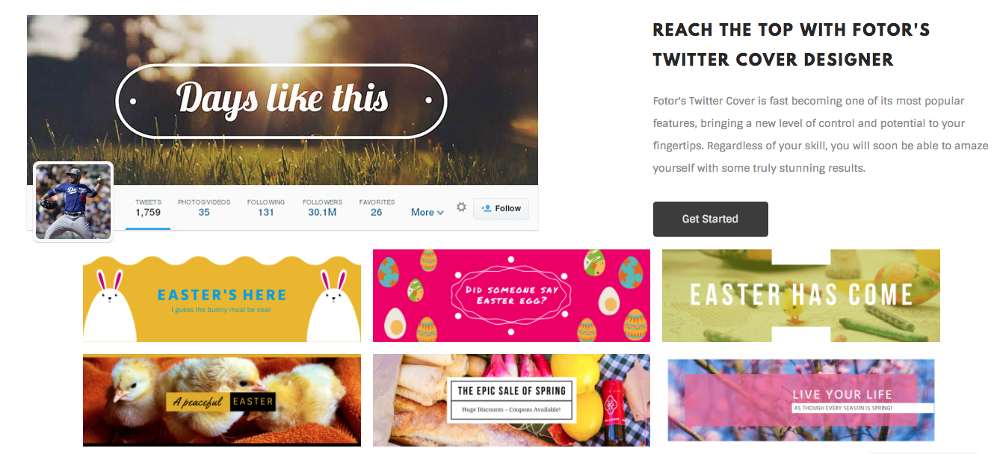 Days like this
TWEETS
1,759
PHOTOS/VIDEOS
35
FOLLOWING
131
FOLLOWERS
30.1M
FAVORITES
26
More
Follow
REACH THE TOP WITH FOTOR'S
TWITTER COVER DESIGNER
Fotor's Twitter Cover is fast becoming one of its most popular
features, bringing a new level of control and potential to your
fingertips. Regardless of your skill, you will soon be able to amaze
yourself with some truly stunning results.
Get Started
EASTER'S HERE
I guess the bunny must be near
DID SOMEONE SAY
EASTER EGG?
EASTER HAS COME
A peaceful EASTER
THE EPIC SALE OF SPRING
Huge Discounts – Coupons Available!
LIVE YOUR LIFE
AS THOUGH EVERY SEASON IS SPRING!